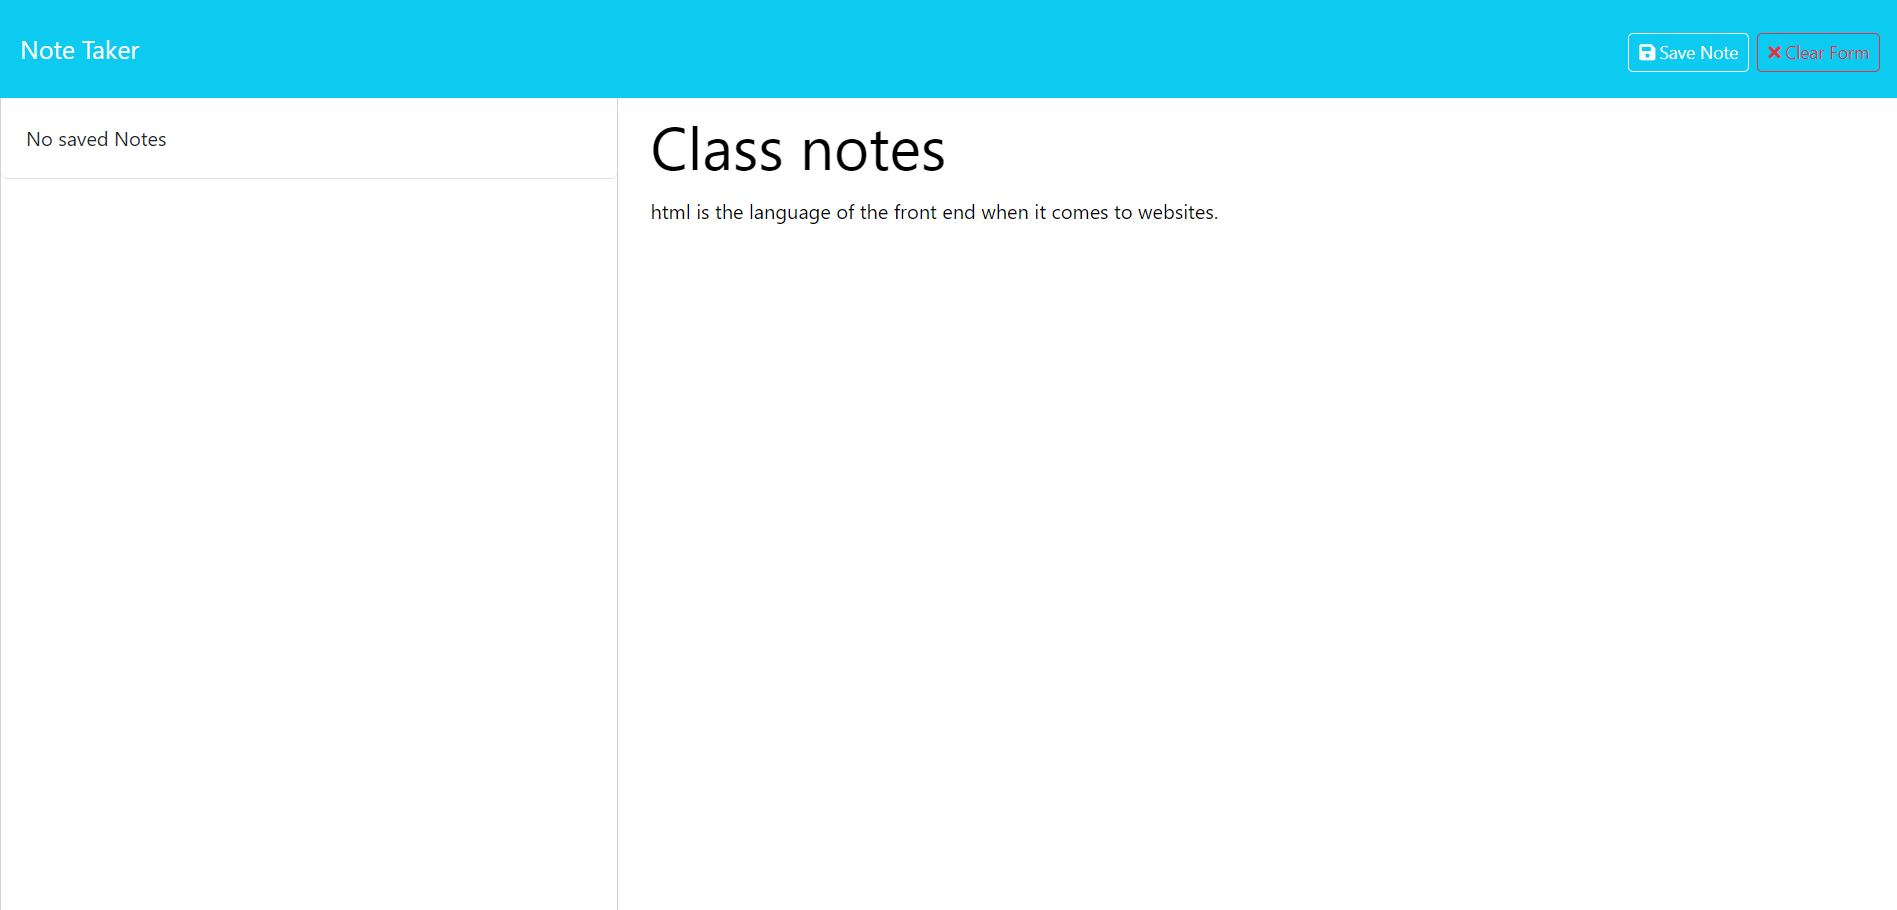 Note Taker
Save Note
Clear Form
No saved Notes
Class notes
html is the language of the front end when it comes to websites.